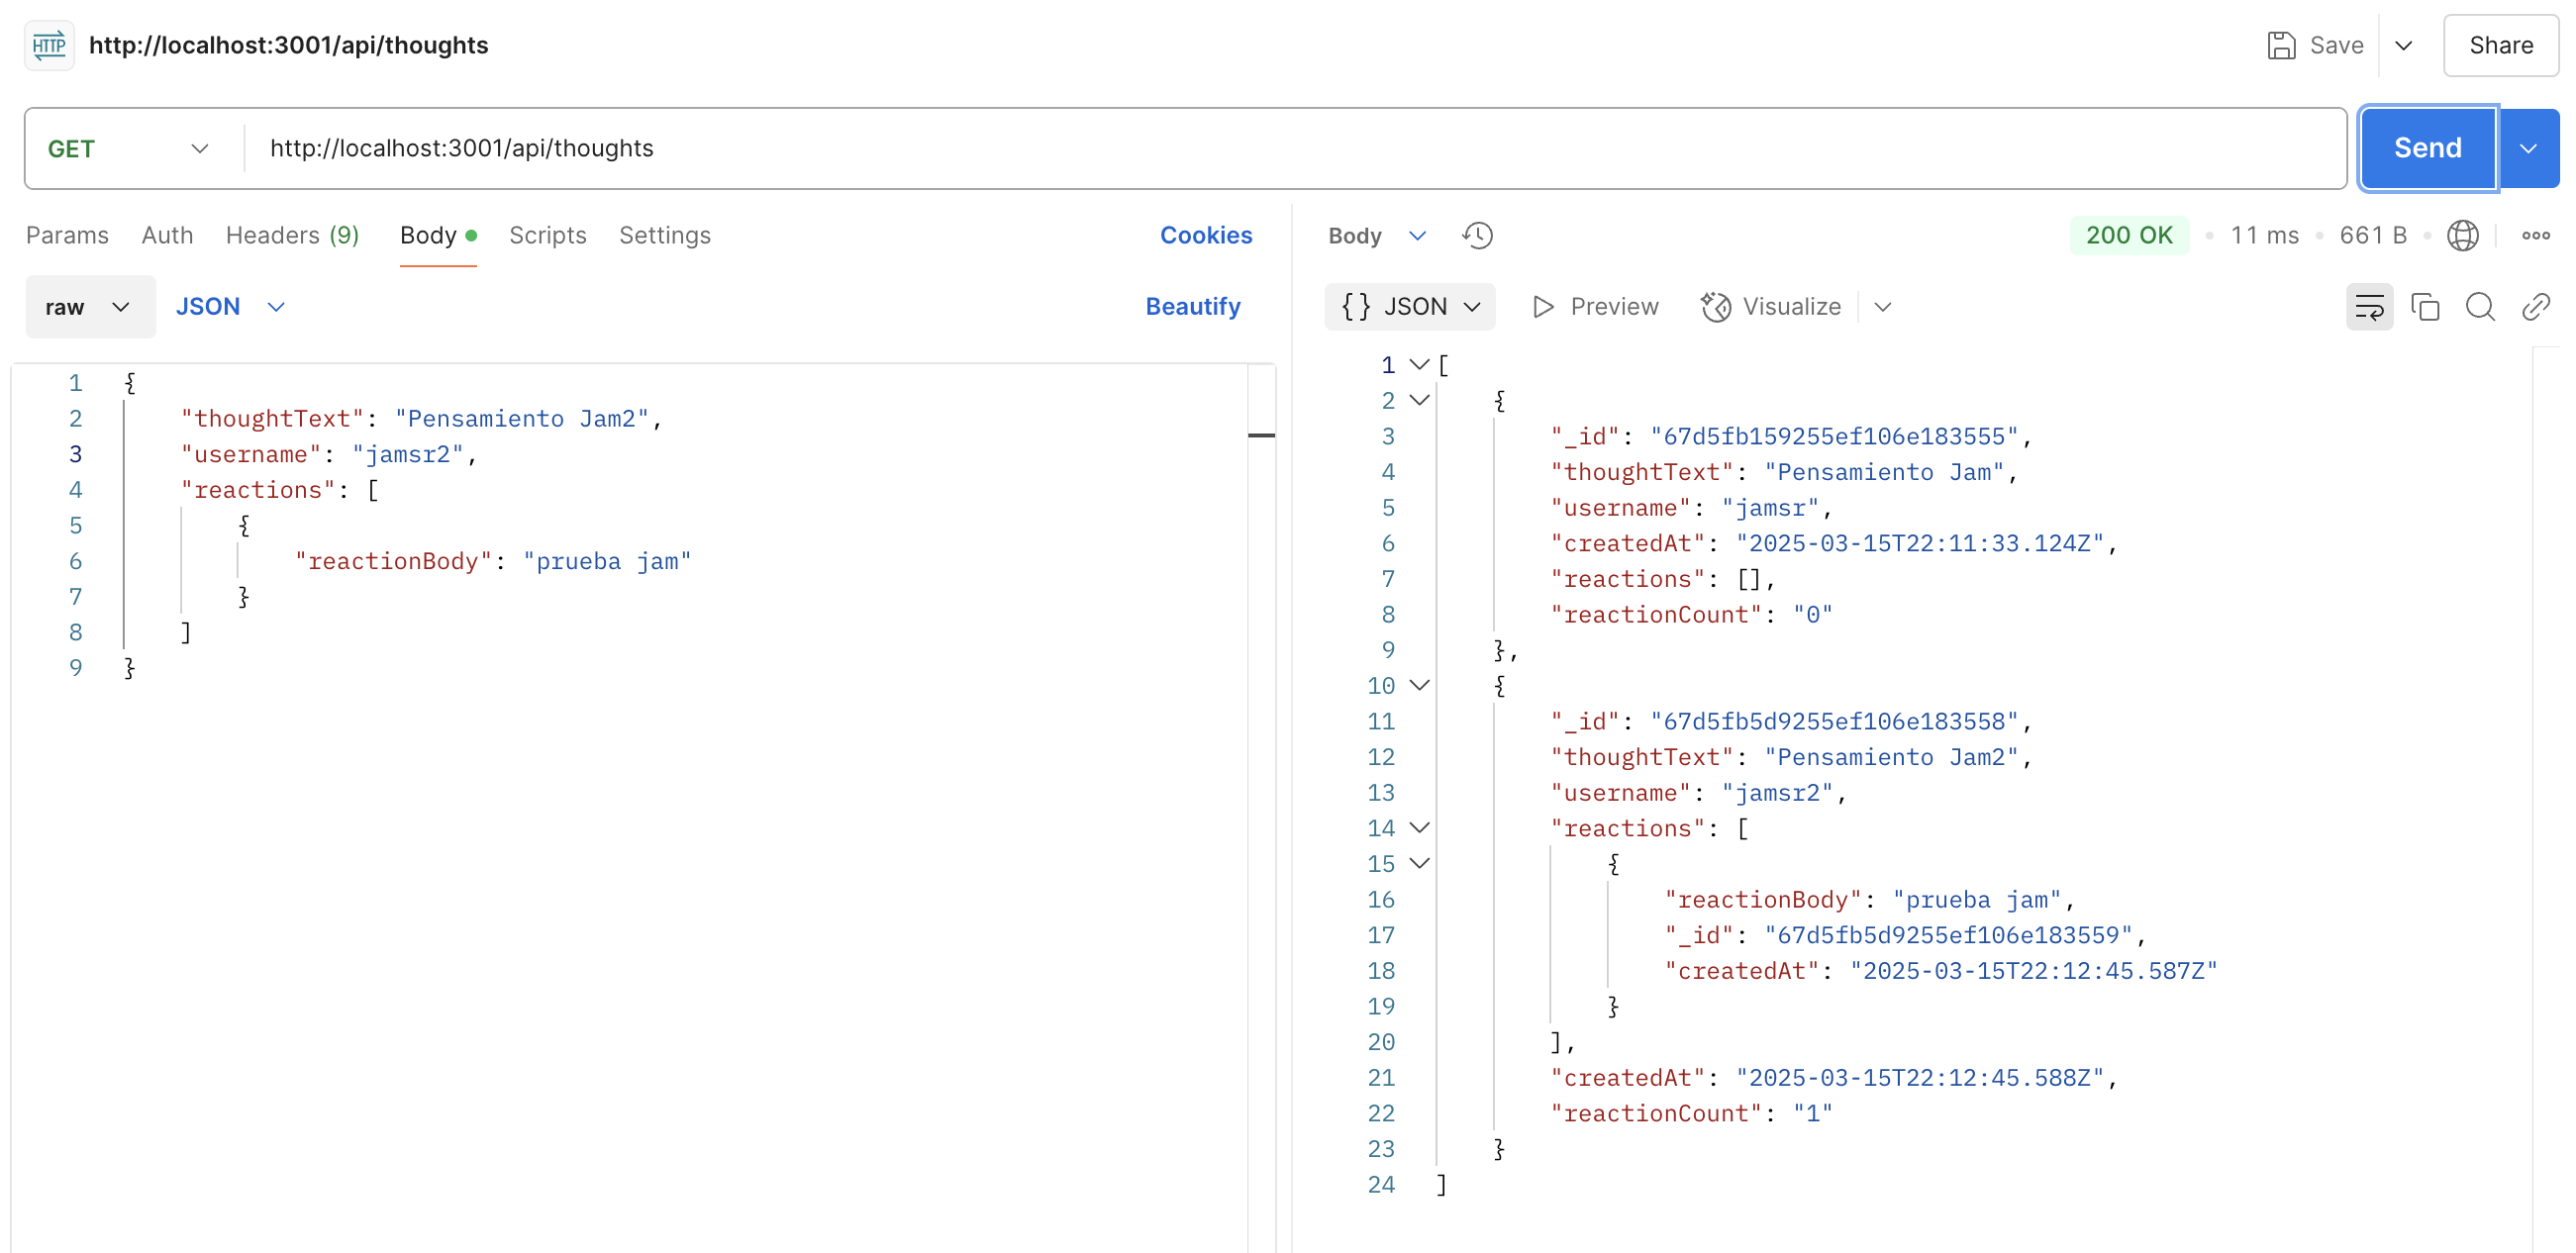 HTTP http://localhost:3001/api/thoughts Save Share
GET http://localhost:3001/api/thoughts Send
Params Auth Headers (9) Body Scripts Settings Cookies
raw JSON Beautify
1 {
2 "thoughtText": "Pensamiento Jam2",
3 "username": "jamsr2",
4 "reactions": [
5 {
6 "reactionBody": "prueba jam"
7 }
8 ]
9 }
Body 200 OK 11 ms 661 B
{} JSON Preview Visualize
1 [
2 {
3 "_id": "67d5fb159255ef106e183555",
4 "thoughtText": "Pensamiento Jam",
5 "username": "jamsr",
6 "createdAt": "2025-03-15T22:11:33.124Z",
7 "reactions": [],
8 "reactionCount": "0"
9 },
10 {
11 "_id": "67d5fb5d9255ef106e183558",
12 "thoughtText": "Pensamiento Jam2",
13 "username": "jamsr2",
14 "reactions": [
15 {
16 "reactionBody": "prueba jam",
17 "_id": "67d5fb5d9255ef106e183559",
18 "createdAt": "2025-03-15T22:12:45.587Z"
19 }
20 ],
21 "createdAt": "2025-03-15T22:12:45.588Z",
22 "reactionCount": "1"
23 }
24 ]